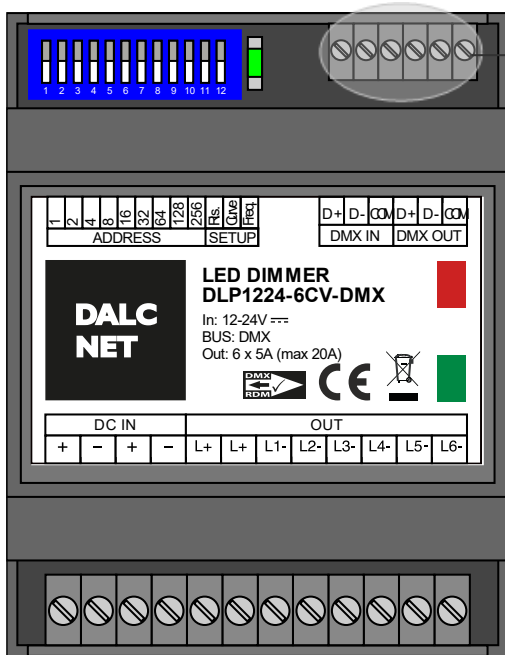 1 2 3 4 5 6 7 8 9 10 11 12
1 2 4 8 16 32 64 128 256 Ris. Curve Freq. D+ D- COM D+ D- COM
ADDRESS SETUP DMX IN DMX OUT
DALC
NET
LED DIMMER
DLP1224-6CV-DMX
In: 12-24V
BUS: DMX
Out: 6 x 5A (max 20A)
DMX
RDM
CE
DC IN OUT
+ − + − L+ L+ L1- L2- L3- L4- L5- L6-